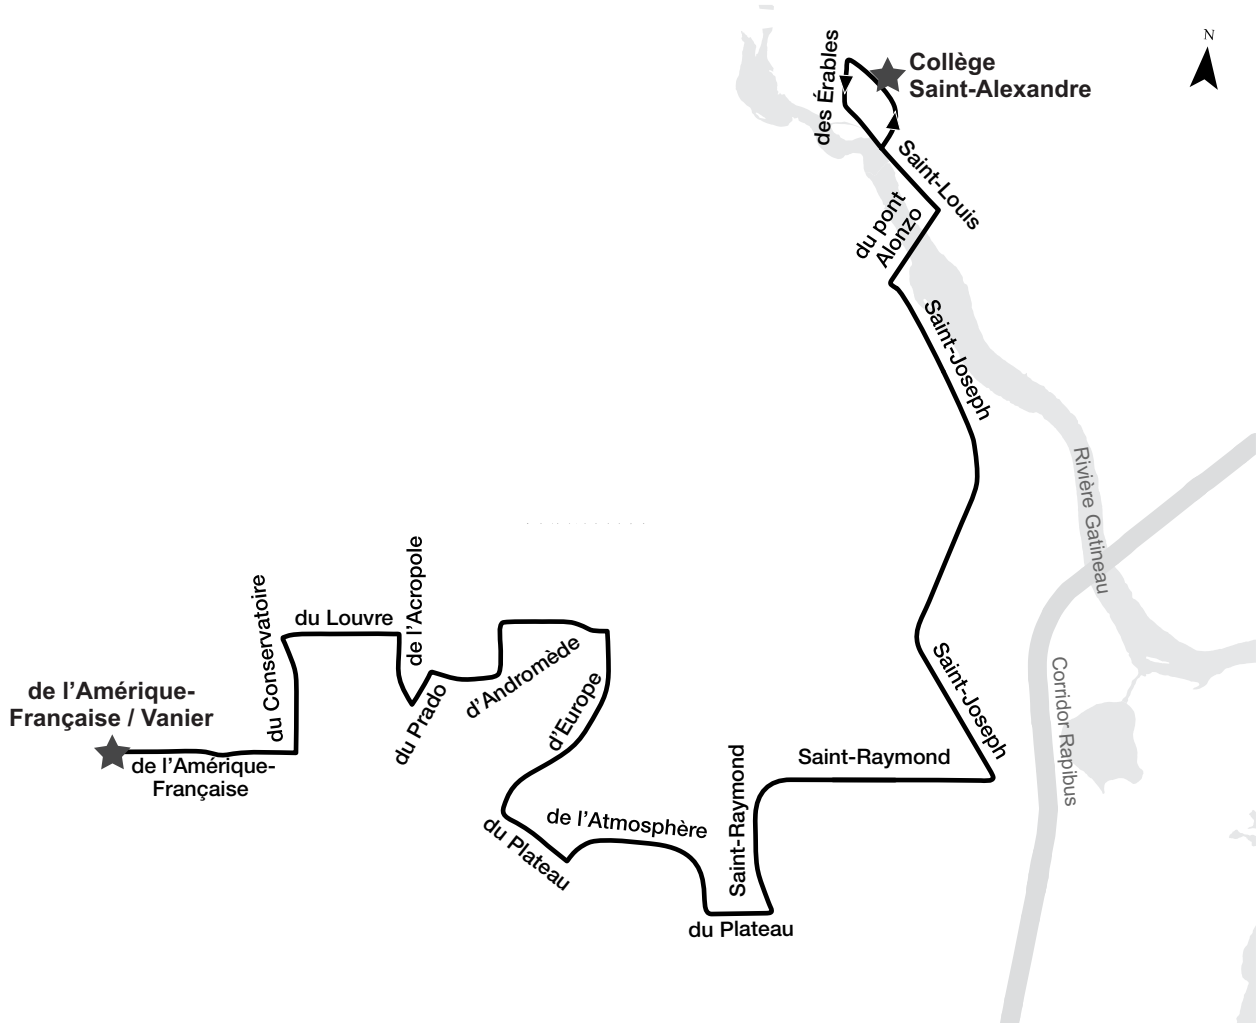 N
Collège
Saint-Alexandre
des Érables
Saint-Louis
du pont
Alonzo
Saint-Joseph
Rivière Gatineau
de l'Acropole
du Conservatoire
du Louvre
de l'Amérique-
Française / Vanier
d'Andromède
du Prado
d'Europe
Saint-Joseph
Corridor Rapibus
de l'Amérique-
Française
Saint-Raymond
Saint-Raymond
de l'Atmosphère
du Plateau
du Plateau